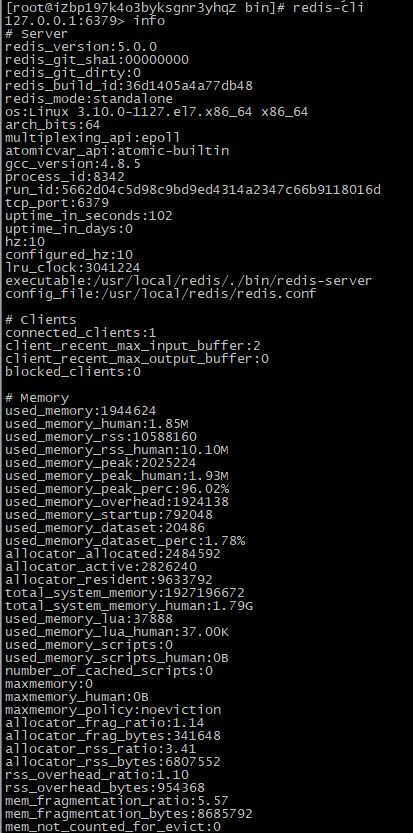 [root@iZbp197k4o3byksgnr3yhqZ bin]# redis-cli
127.0.0.1:6379> info
# Server
redis_version:5.0.0
redis_git_sha1:00000000
redis_git_dirty:0
redis_build_id:36d1405a4a77db48
redis_mode:standalone
os:Linux 3.10.0-1127.el7.x86_64 x86_64
arch_bits:64
multiplexing_api:epoll
atomicvar_api:atomic-builtin
gcc_version:4.8.5
process_id:8342
run_id:5662d04c5d98c9bd9ed4314a2347c66b9118016d
tcp_port:6379
uptime_in_seconds:102
uptime_in_days:0
hz:10
configured_hz:10
lru_clock:3041224
executable:/usr/local/redis/./bin/redis-server
config_file:/usr/local/redis/redis.conf
# Clients
connected_clients:1
client_recent_max_input_buffer:2
client_recent_max_output_buffer:0
blocked_clients:0
# Memory
used_memory:1944624
used_memory_human:1.85M
used_memory_rss:10588160
used_memory_rss_human:10.10M
used_memory_peak:2025224
used_memory_peak_human:1.93M
used_memory_peak_perc:96.02%
used_memory_overhead:1924138
used_memory_startup:792048
used_memory_dataset:20486
used_memory_dataset_perc:1.78%
allocator_allocated:2484592
allocator_active:2826240
allocator_resident:9633792
total_system_memory:1927196672
total_system_memory_human:1.79G
used_memory_lua:37888
used_memory_lua_human:37.00K
used_memory_scripts:0
used_memory_scripts_human:0B
number_of_cached_scripts:0
maxmemory:0
maxmemory_human:0B
maxmemory_policy:noeviction
allocator_frag_ratio:1.14
allocator_frag_bytes:341648
allocator_rss_ratio:3.41
allocator_rss_bytes:6807552
rss_overhead_ratio:1.10
rss_overhead_bytes:954368
mem_fragmentation_ratio:5.57
mem_fragmentation_bytes:8685792
mem_not_counted_for_evict:0